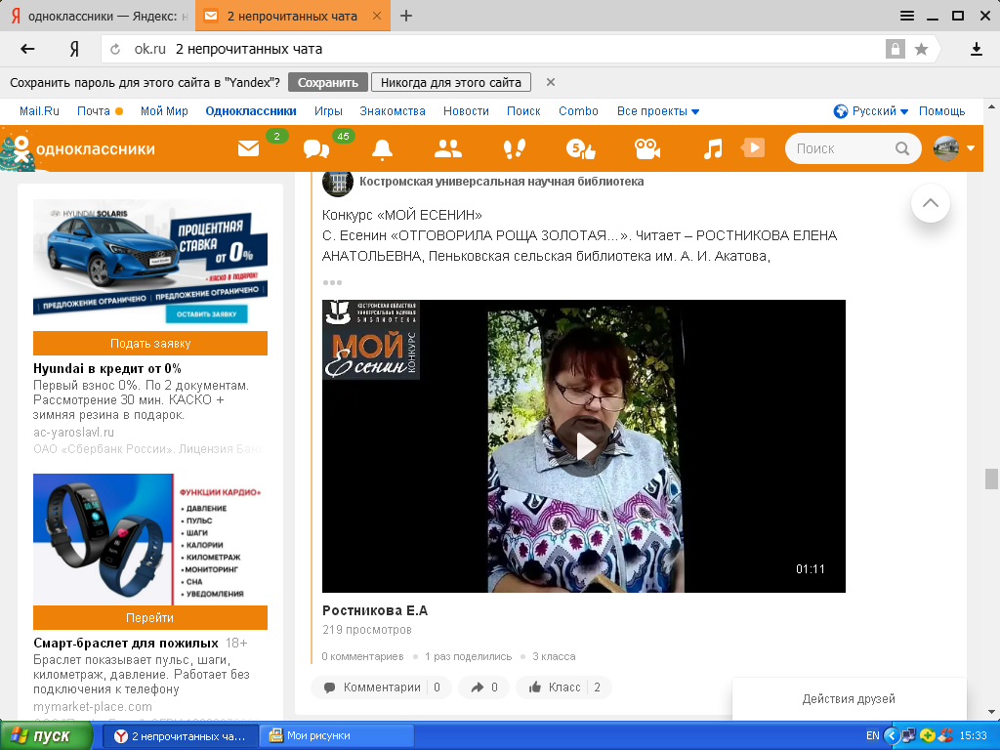 одноклассники — Яндекс: н
2 непрочитанных чата
ok.ru 2 непрочитанных чата
Сохранить пароль для этого сайта в "Yandex"?
Сохранить
Никогда для этого сайта
Mail.Ru Почта Мой Мир Одноклассники Игры Знакомства Новости Поиск Combo Все проекты Русский Помощь
одноклассники
2
45
5
Поиск
HYUNDAI SOLARIS
ПРОЦЕНТНАЯ
СТАВКА
от 0%
+КАСКО В ПОДАРОК!
ПРЕДЛОЖЕНИЕ ОГРАНИЧЕНО | ПРЕДЛОЖЕНИЕ ОГРАНИЧЕНО
ОСТАВИТЬ ЗАЯВКУ
Подать заявку
Hyundai в кредит от 0%
Первый взнос 0%. По 2 документам.
Рассмотрение 30 мин. КАСКО +
зимняя резина в подарок.
ac-yaroslavl.ru
ОАО «Сбербанк России». Лицензия Бан
ФУНКЦИИ КАРДИО+
• ДАВЛЕНИЕ
• ПУЛЬС
• ШАГИ
• КАЛОРИИ
• КИЛОМЕТРАЖ
•МОНИТОРИНГ
• СНА
• УВЕДОМЛЕНИЯ
Перейти
Смарт-браслет для пожилых 18+
Браслет показывает пульс, шаги,
километраж, давление. Работает без
подключения к телефону
mymarket-place.com
Костромская универсальная научная библиотека
Конкурс «МОЙ ЕСЕНИН»
С. Есенин «ОТГОВОРИЛА РОЩА ЗОЛОТАЯ...». Читает – РОСТНИКОВА ЕЛЕНА
АНАТОЛЬЕВНА, Пеньковская сельская библиотека им. А. И. Акатова,
КОСТРОМСКАЯ ОБЛАСТНАЯ
УНИВЕРСАЛЬНАЯ НАУЧНАЯ
БИБЛИОТЕКА
МОЙ
Есенин
КОНКУРС
01:11
Ростникова Е.А
219 просмотров
0 комментариев 1 раз поделились 3 класса
Комментарии 0 0 Класс 2
Действия друзей
пуск
2 непрочитанных ча...
Мои рисунки
EN
15:33